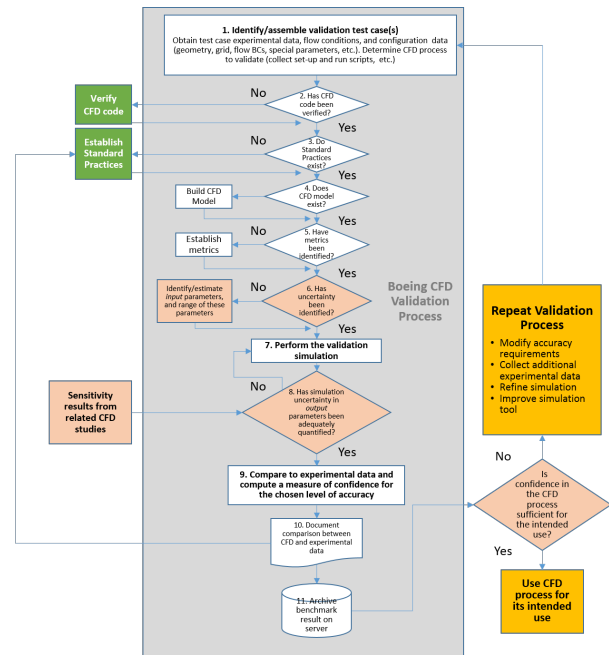 1. Identify/assemble validation test case(s)
Obtain test case experimental data, flow conditions, and configuration data
(geometry, grid, flow BCs, special parameters, etc.). Determine CFD process
to validate (collect set-up and run scripts, etc.)
No
Verify
CFD code
2. Has CFD
code been
verified?
Yes
No
Establish
Standard
Practices
3. Do
Standard
Practices
exist?
Yes
Build CFD
Model
4. Does
CFD model
exist?
No
Yes
Establish
metrics
5. Have
metrics
been
identified?
No
Yes
Identify/estimate
input parameters,
and range of these
parameters
6. Has
uncertainty
been
identified?
Yes
Boeing CFD
Validation
Process
7. Perform the validation
simulation
No
Sensitivity
results from
related CFD
studies
8. Has simulation
uncertainty in
output
parameters been
adequately
quantified?
Yes
9. Compare to experimental data and
compute a measure of confidence for
the chosen level of accuracy
10. Document
comparison between
CFD and experimental
data
11. Archive
benchmark
result on
server
Repeat Validation
Process
• Modify accuracy
requirements
• Collect additional
experimental data
• Refine simulation
• Improve simulation
tool
No
Is
confidence in
the CFD
process
sufficient for
the intended
use?
Yes
Use CFD
process for
its intended
use